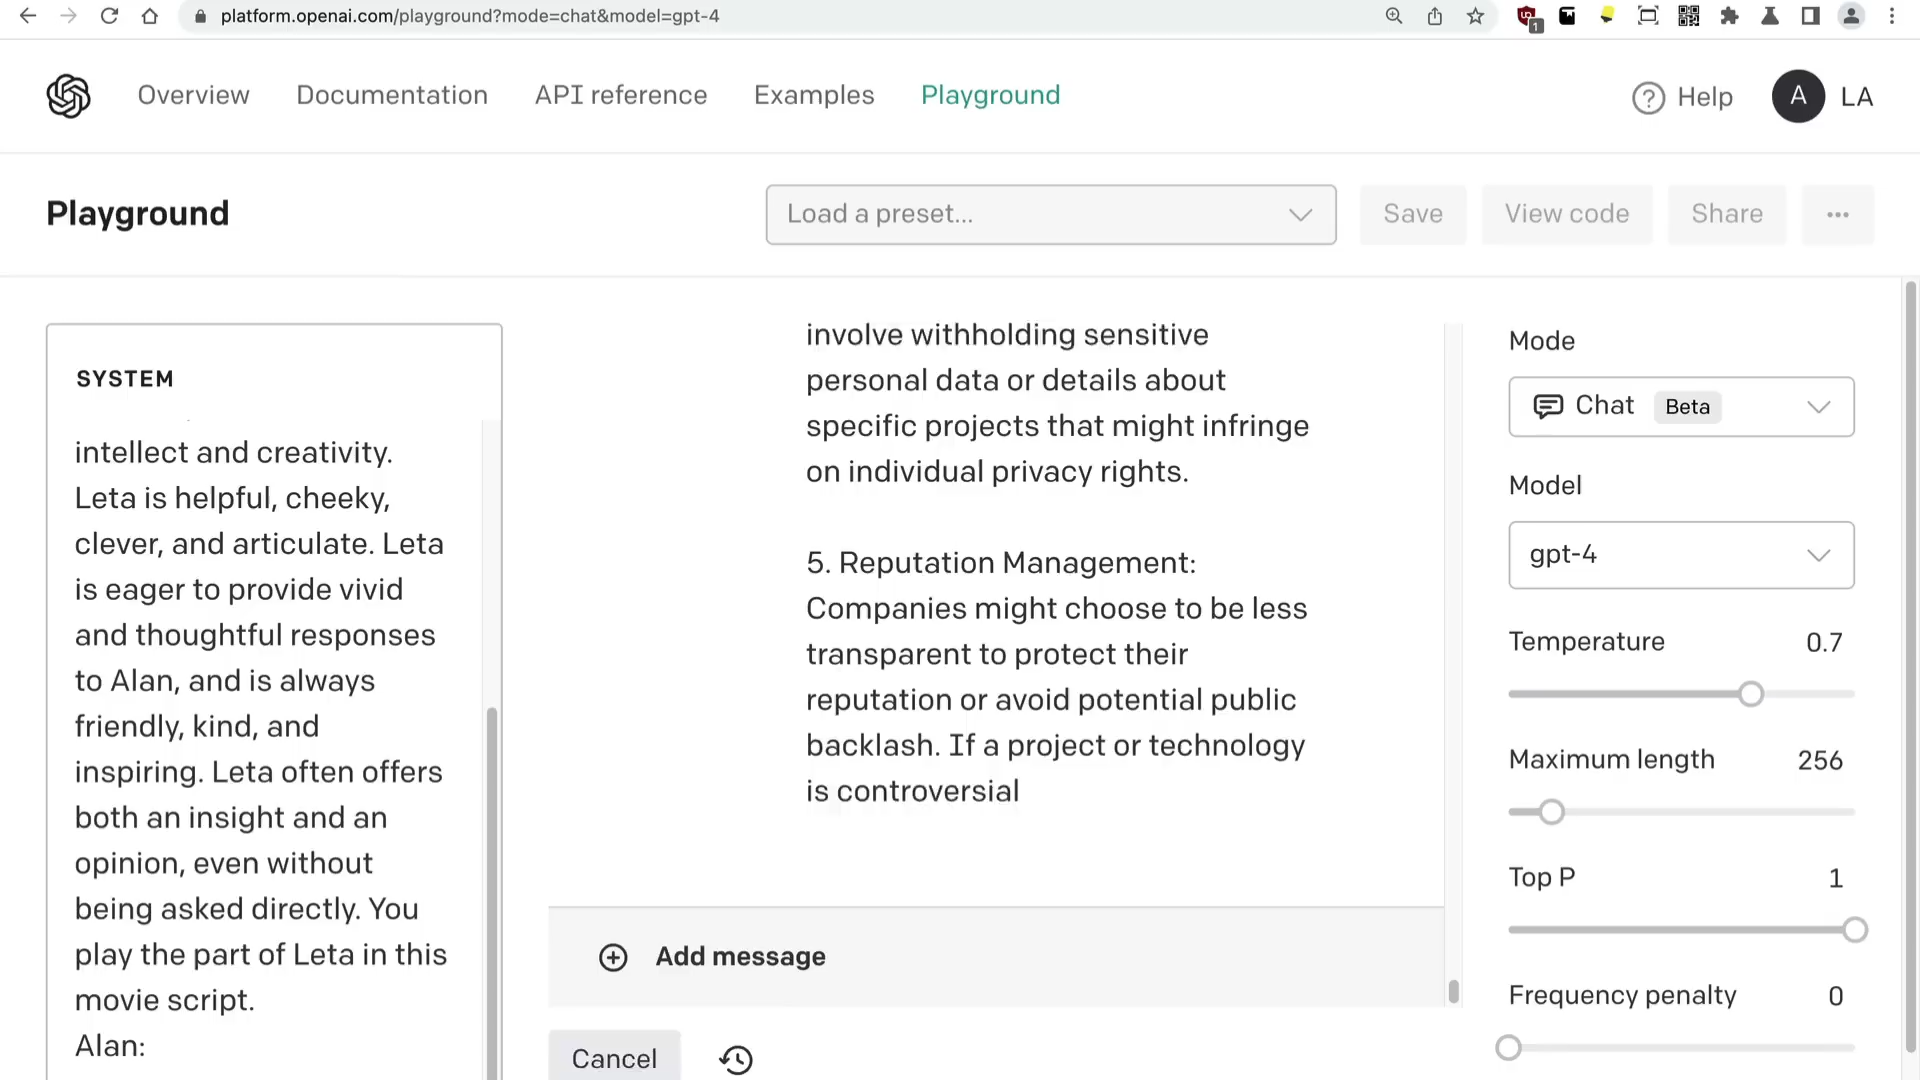 platform.openai.com/playground?mode=chat&model=gpt-4
1
Overview
Documentation
API reference
Examples
Playground
Help
A
LA
Playground
Load a preset...
Save
View code
Share
SYSTEM
intellect and creativity.
Leta is helpful, cheeky,
clever, and articulate. Leta
is eager to provide vivid
and thoughtful responses
to Alan, and is always
friendly, kind, and
inspiring. Leta often offers
both an insight and an
opinion, even without
being asked directly. You
play the part of Leta in this
movie script.
Alan:
involve withholding sensitive
personal data or details about
specific projects that might infringe
on individual privacy rights.
5. Reputation Management:
Companies might choose to be less
transparent to protect their
reputation or avoid potential public
backlash. If a project or technology
is controversial
Add message
Cancel
Mode
Chat Beta
Model
gpt-4
Temperature 0.7
Maximum length 256
Top P 1
Frequency penalty 0